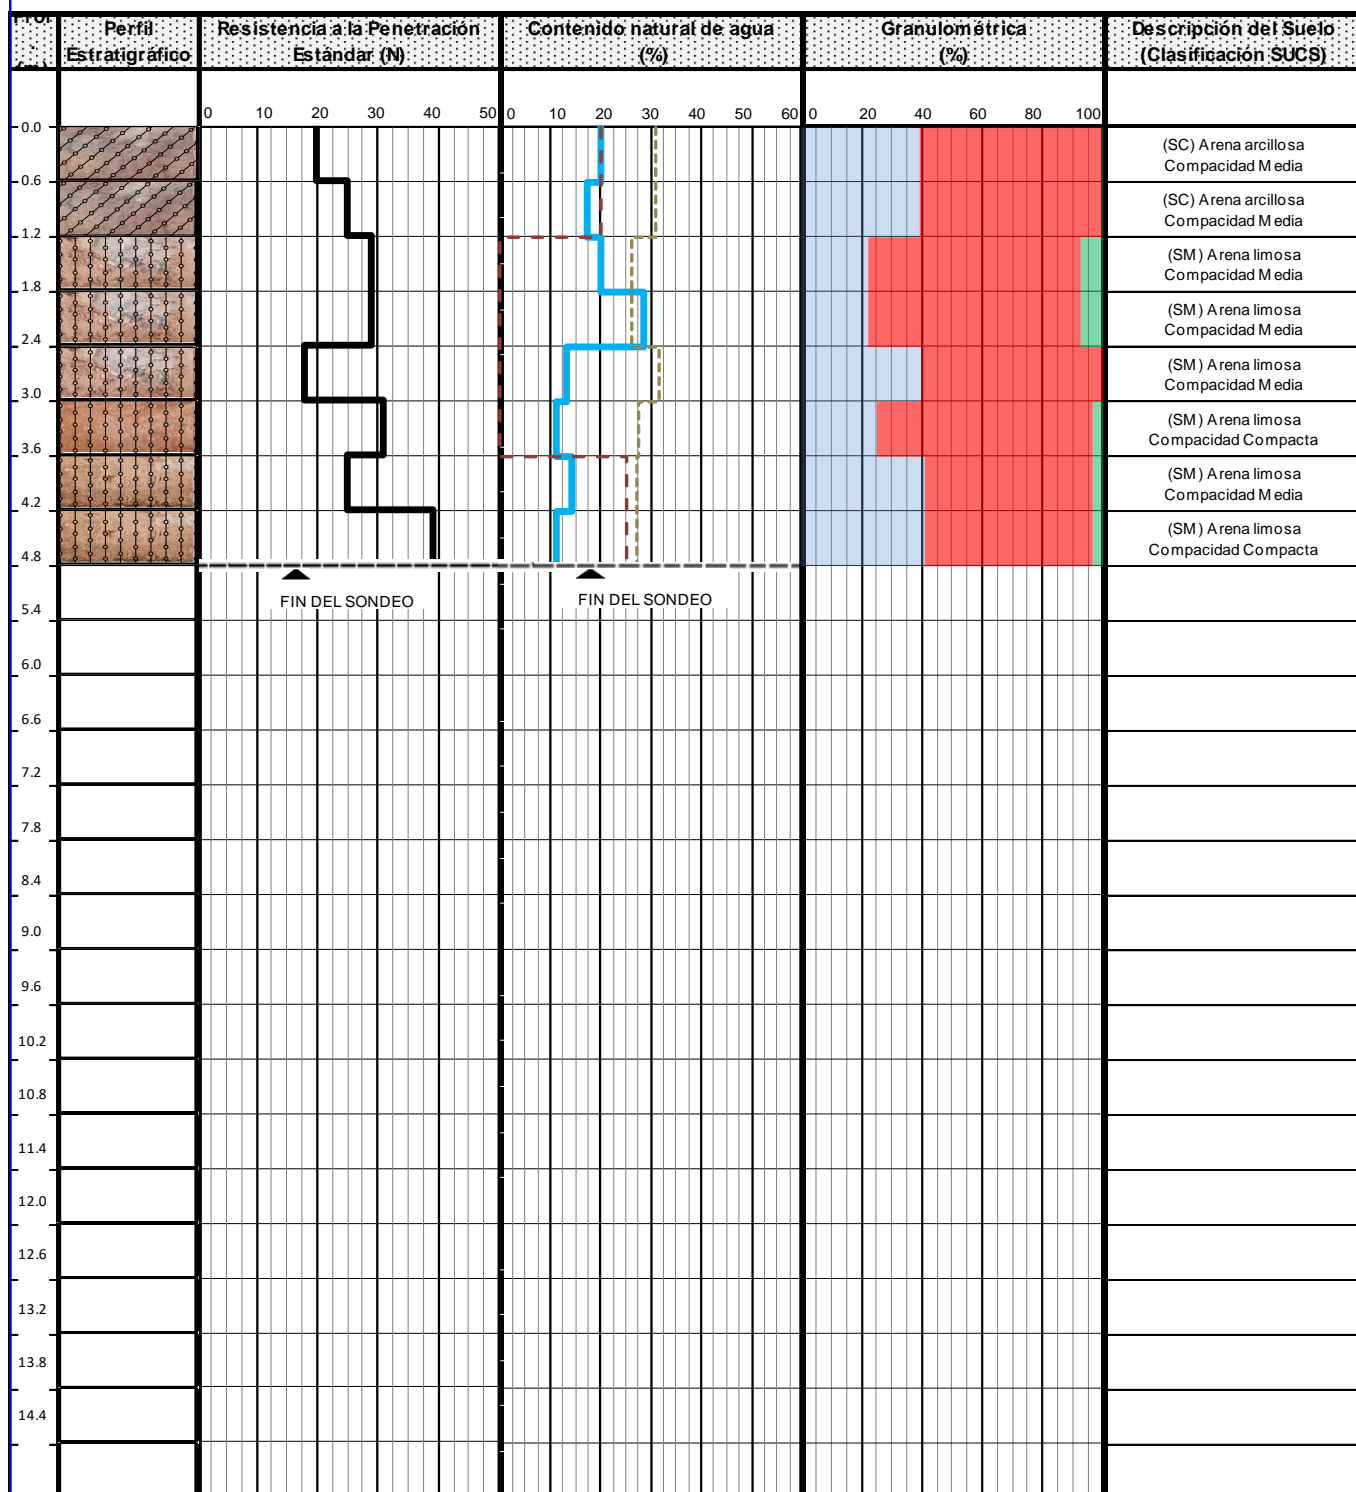 Perfil
Estratigráfico
Resistencia a la Penetración
Estándar (N)
Contenido natural de agua
(%)
Granulométrica
(%)
Descripción del Suelo
(Clasificación SUCS)
0 10 20 30 40 50
0 10 20 30 40 50 60
0 20 40 60 80 100
0.0
(SC) Arena arcillosa
Compacidad Media
0.6
(SC) Arena arcillosa
Compacidad Media
1.2
(SM) Arena limosa
Compacidad Media
1.8
(SM) Arena limosa
Compacidad Media
2.4
(SM) Arena limosa
Compacidad Media
3.0
(SM) Arena limosa
Compacidad Compacta
3.6
(SM) Arena limosa
Compacidad Media
4.2
(SM) Arena limosa
Compacidad Compacta
4.8
FIN DEL SONDEO
FIN DEL SONDEO
5.4
6.0
6.6
7.2
7.8
8.4
9.0
9.6
10.2
10.8
11.4
12.0
12.6
13.2
13.8
14.4